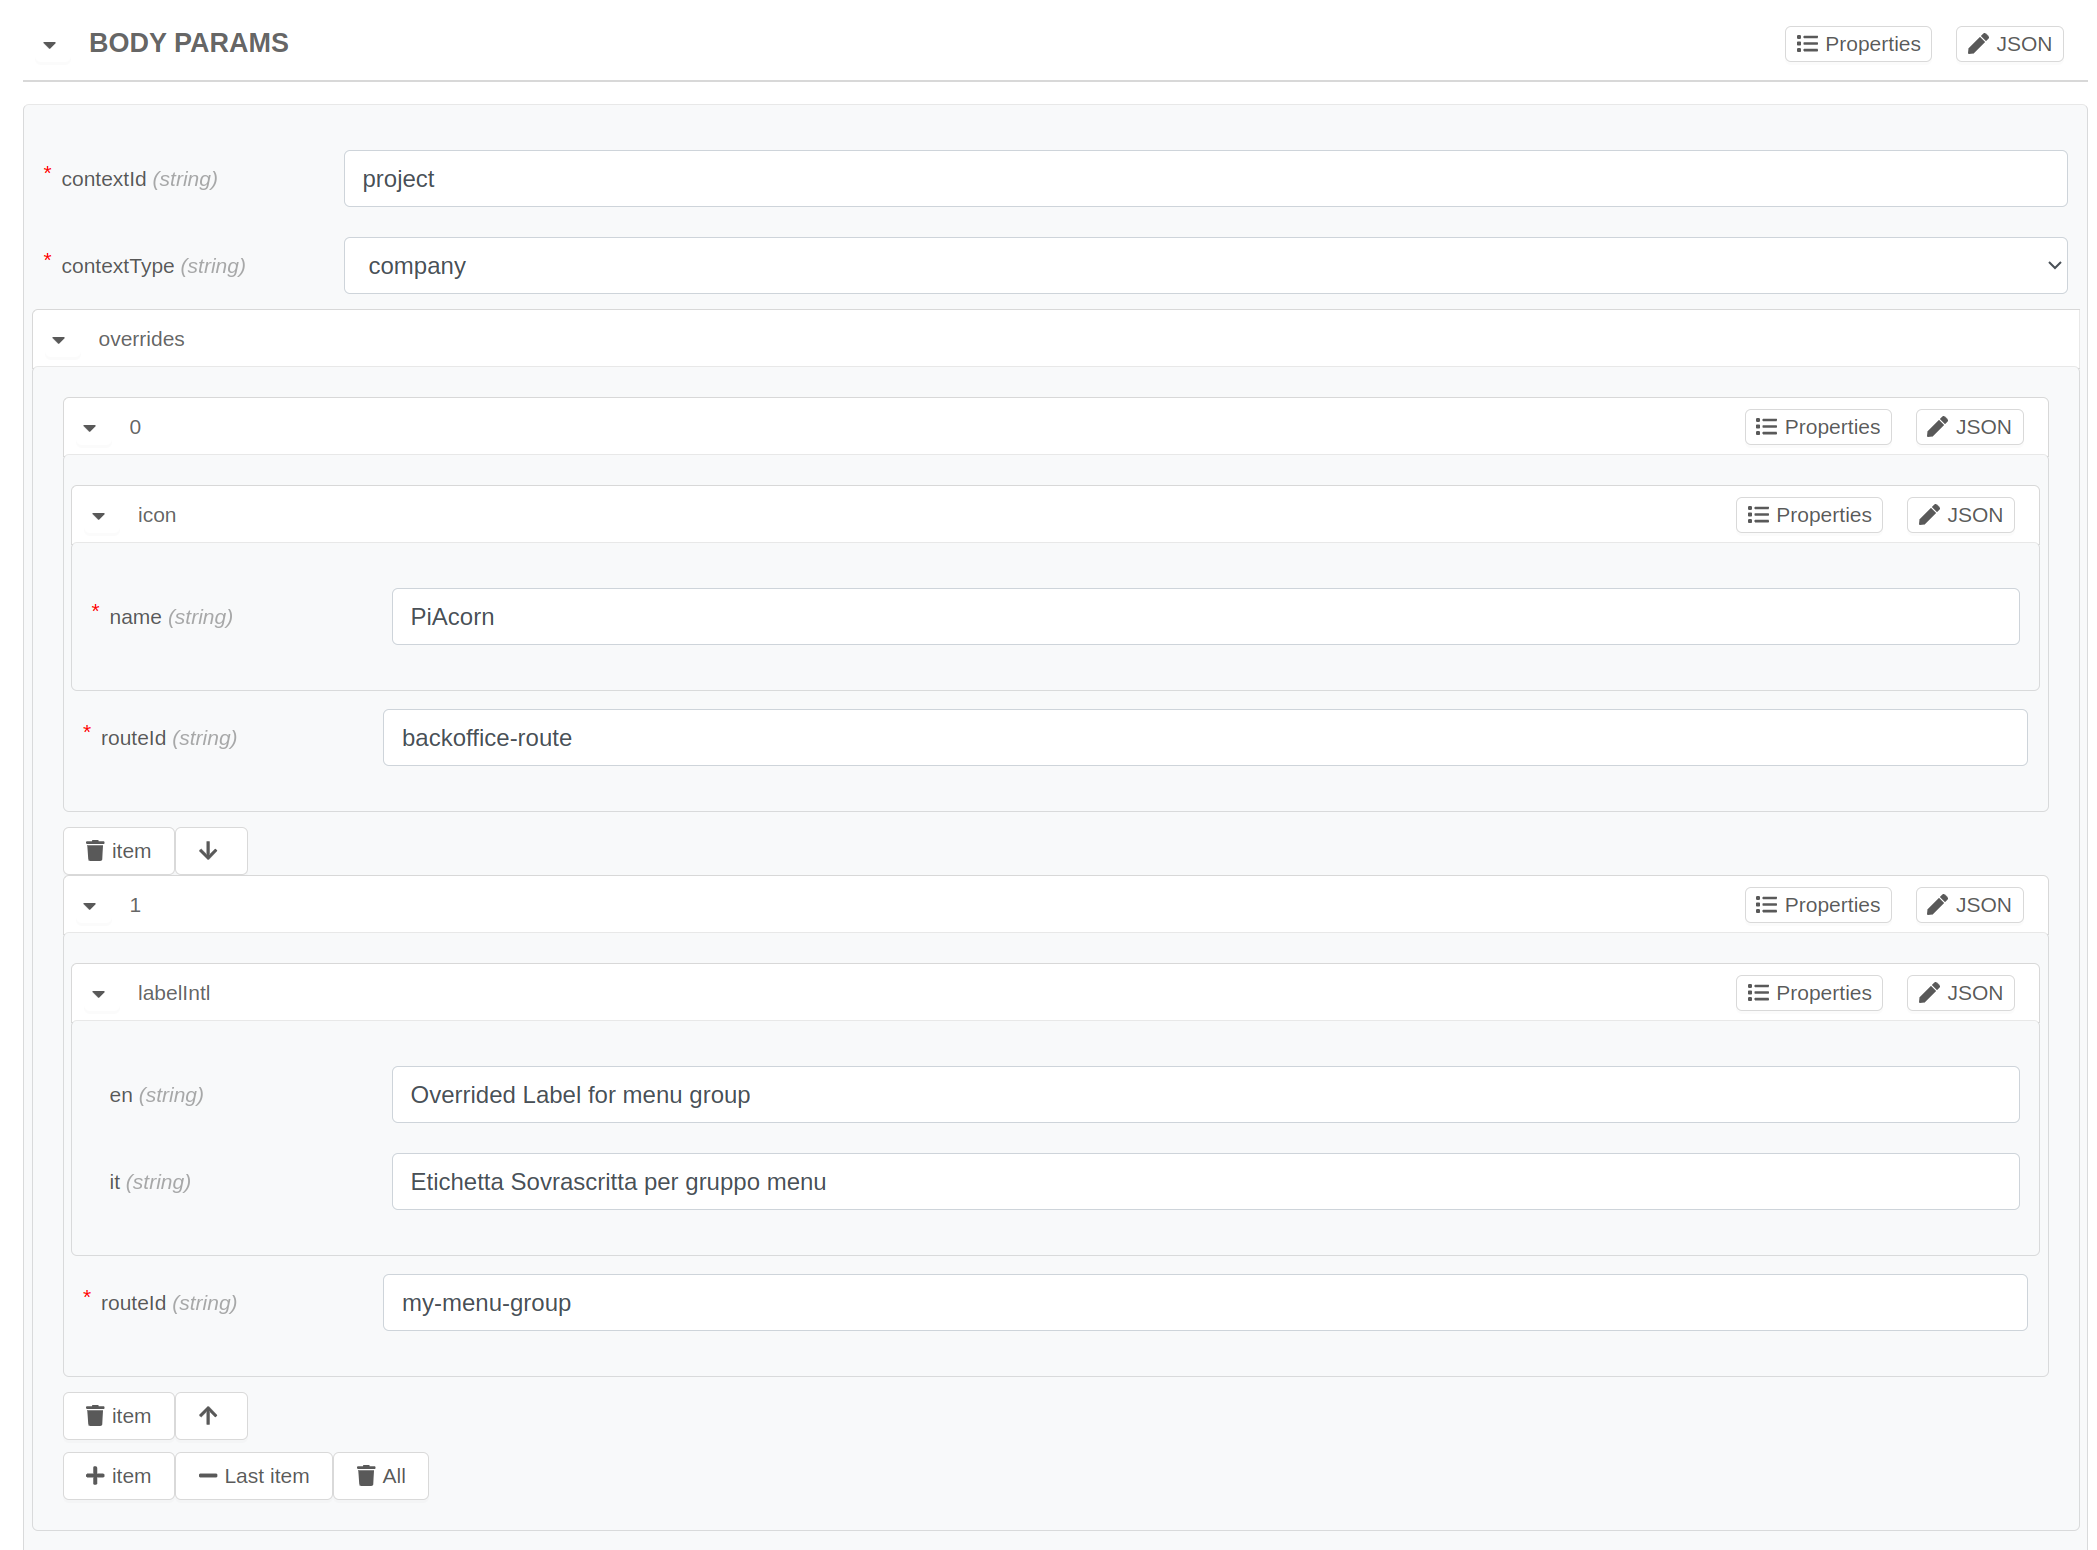 BODY PARAMS Properties JSON
* contextId (string) project
* contextType (string) company
overrides
0 Properties JSON
icon Properties JSON
* name (string) PiAcorn
* routeId (string) backoffice-route
item
1 Properties JSON
labelIntl Properties JSON
en (string) Overrided Label for menu group
it (string) Etichetta Sovrascritta per gruppo menu
* routeId (string) my-menu-group
item
item Last item All